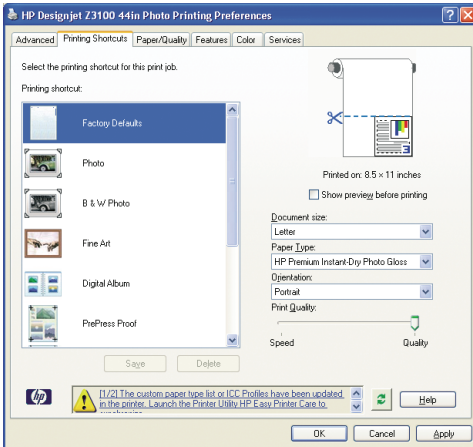 HP Designjet Z3100 44in Photo Printing Preferences
Advanced Printing Shortcuts Paper/Quality Features Color Services
Select the printing shortcut for this print job.
Printing shortcut:
Factory Defaults
Photo
B & W Photo
Fine Art
Digital Album
PrePress Proof
Save Delete
Printed on: 8.5 × 11 inches
Show preview before printing
Document size:
Letter
Paper Type:
HP Premium Instant-Dry Photo Gloss
Orientation:
Portrait
Print Quality:
Speed Quality
hp
[1/2] The custom paper type list or ICC Profiles have been updated
in the printer. Launch the Printer Utility HP Easy Printer Care to
Help
OK Cancel Apply